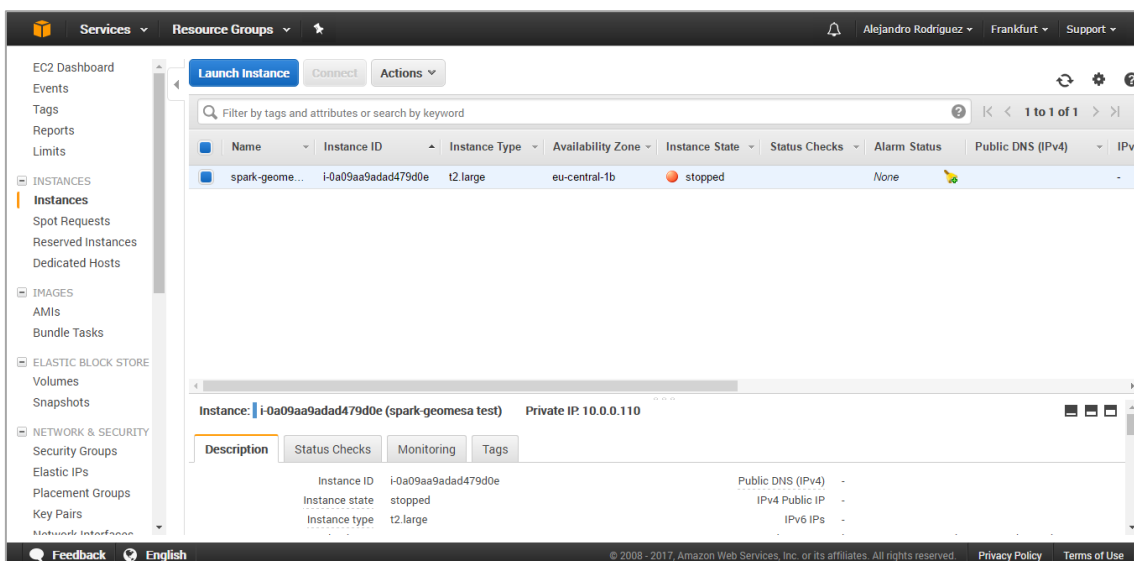 Services Resource Groups Alejandro Rodríguez Frankfurt Support
EC2 Dashboard
Events
Tags
Reports
Limits
INSTANCES
Instances
Spot Requests
Reserved Instances
Dedicated Hosts
IMAGES
AMIs
Bundle Tasks
ELASTIC BLOCK STORE
Volumes
Snapshots
NETWORK & SECURITY
Security Groups
Elastic IPs
Placement Groups
Key Pairs
Network Interfaces
Launch Instance Connect Actions
Filter by tags and attributes or search by keyword 1 to 1 of 1
Name Instance ID Instance Type Availability Zone Instance State Status Checks Alarm Status Public DNS (IPv4) IPv
spark-geome... i-0a09aa9adad479d0e t2.large eu-central-1b stopped None -
Instance: i-0a09aa9adad479d0e (spark-geomesa test) Private IP: 10.0.0.110
Description Status Checks Monitoring Tags
Instance ID i-0a09aa9adad479d0e Public DNS (IPv4) -
Instance state stopped IPv4 Public IP -
Instance type t2.large IPv6 IPs -
Feedback English © 2008 - 2017, Amazon Web Services, Inc. or its affiliates. All rights reserved. Privacy Policy Terms of Use